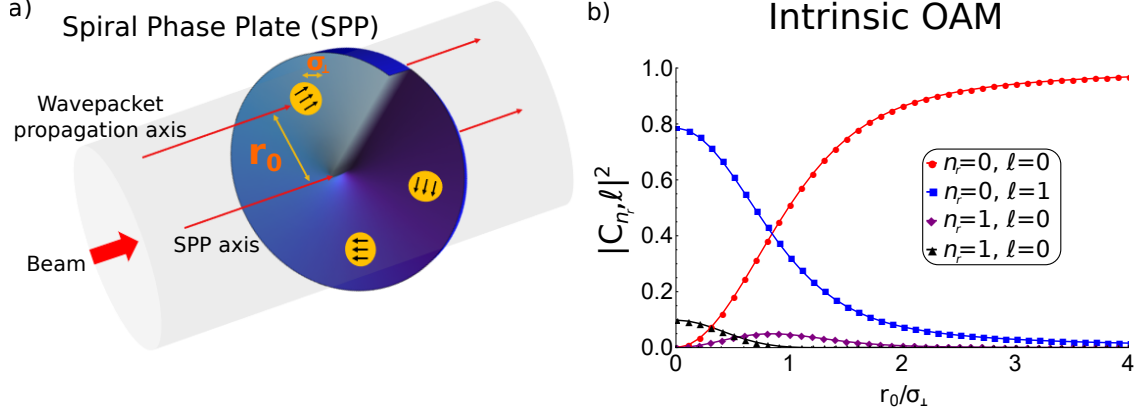 a)
Spiral Phase Plate (SPP)
σ⊥
Wavepacket
propagation axis
r₀
SPP axis
Beam
b)
Intrinsic OAM
|Cₙᵣ,ℓ|²
1.0
0.8
0.6
0.4
0.2
0.0
nᵣ=0, ℓ=0
nᵣ=0, ℓ=1
nᵣ=1, ℓ=0
nᵣ=1, ℓ=0
0
1
2
3
4
r₀/σ⊥